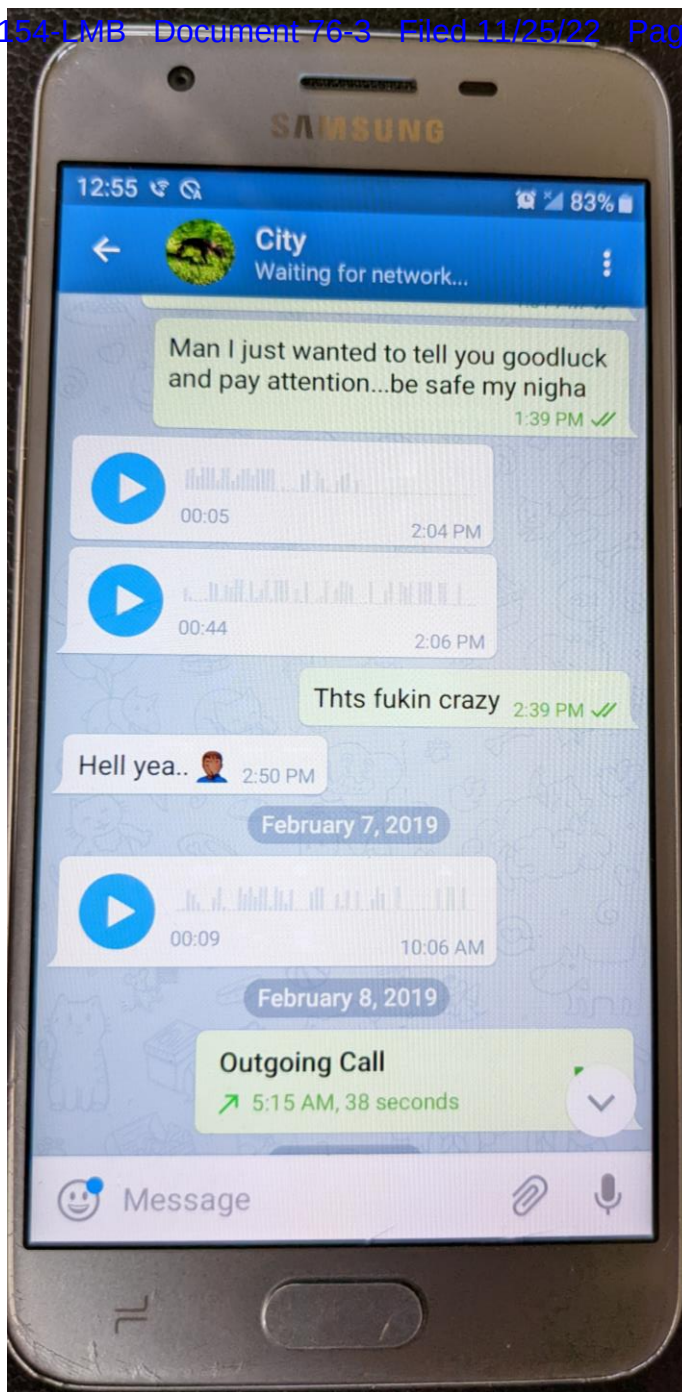 154-LMB Document 76-3 Filed 11/25/22 Pag
SAMSUNG
12:55 83%
City
Waiting for network...
Man I just wanted to tell you goodluck
and pay attention...be safe my nigha
1:39 PM
00:05 2:04 PM
00:44 2:06 PM
Thts fukin crazy 2:39 PM
Hell yea.. 🤦🏾‍♂️ 2:50 PM
February 7, 2019
00:09 10:06 AM
February 8, 2019
Outgoing Call
5:15 AM, 38 seconds
Message